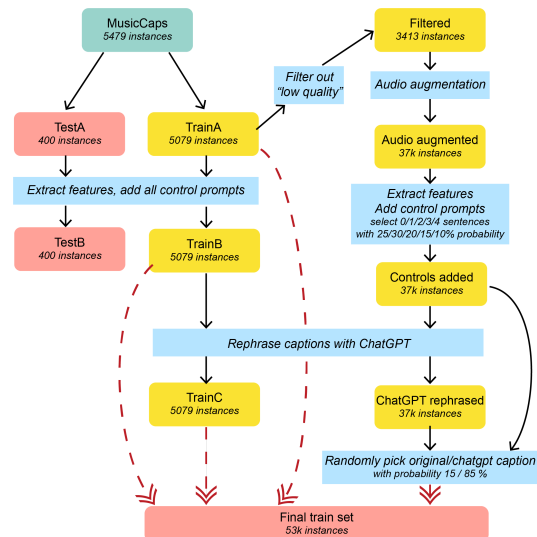 MusicCaps
5479 instances
Filtered
3413 instances
Filter out
“low quality”
Audio augmentation
TestA
400 instances
TrainA
5079 instances
Audio augmented
37k instances
Extract features, add all control prompts
Extract features
Add control prompts
select 0/1/2/3/4 sentences
with 25/30/20/15/10% probability
TestB
400 instances
TrainB
5079 instances
Controls added
37k instances
Rephrase captions with ChatGPT
TrainC
5079 instances
ChatGPT rephrased
37k instances
Randomly pick original/chatgpt caption
with probability 15 / 85 %
Final train set
53k instances